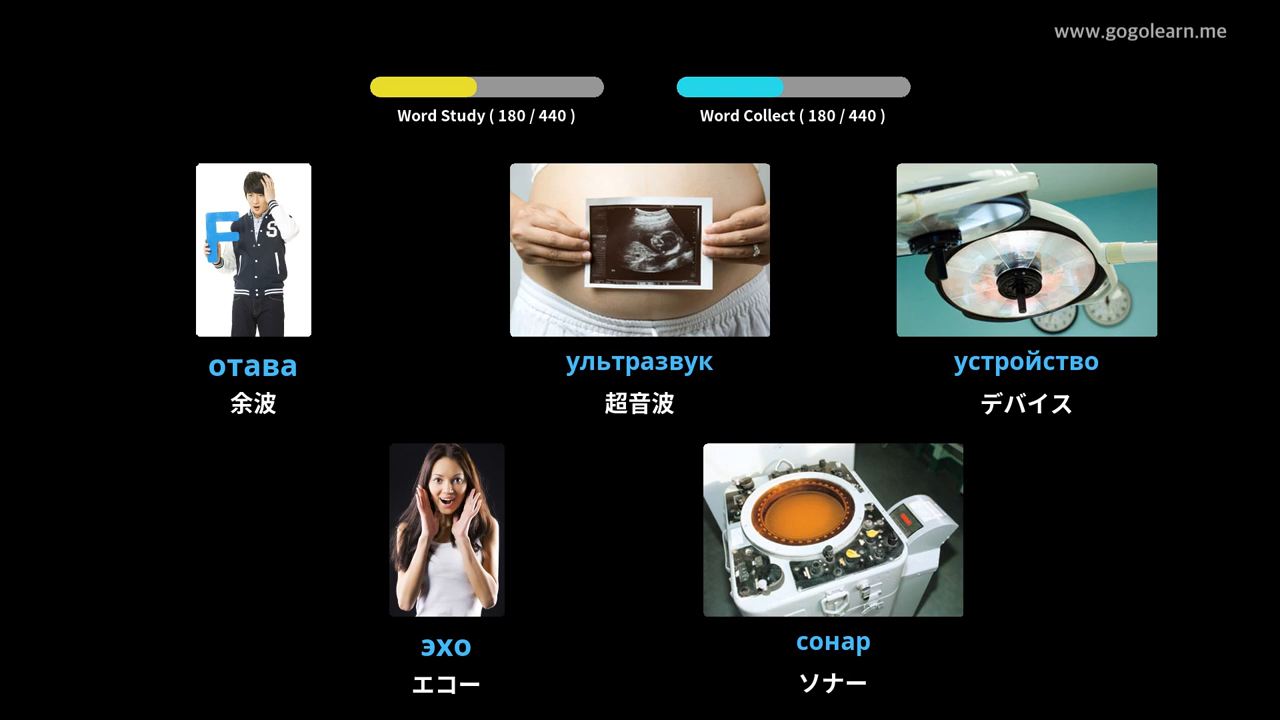 www.gogolearn.me
Word Study ( 180 / 440 )
Word Collect ( 180 / 440 )
F
S
отава
余波
ультразвук
超音波
устройство
デバイス
эхо
エコー
сонар
ソナー